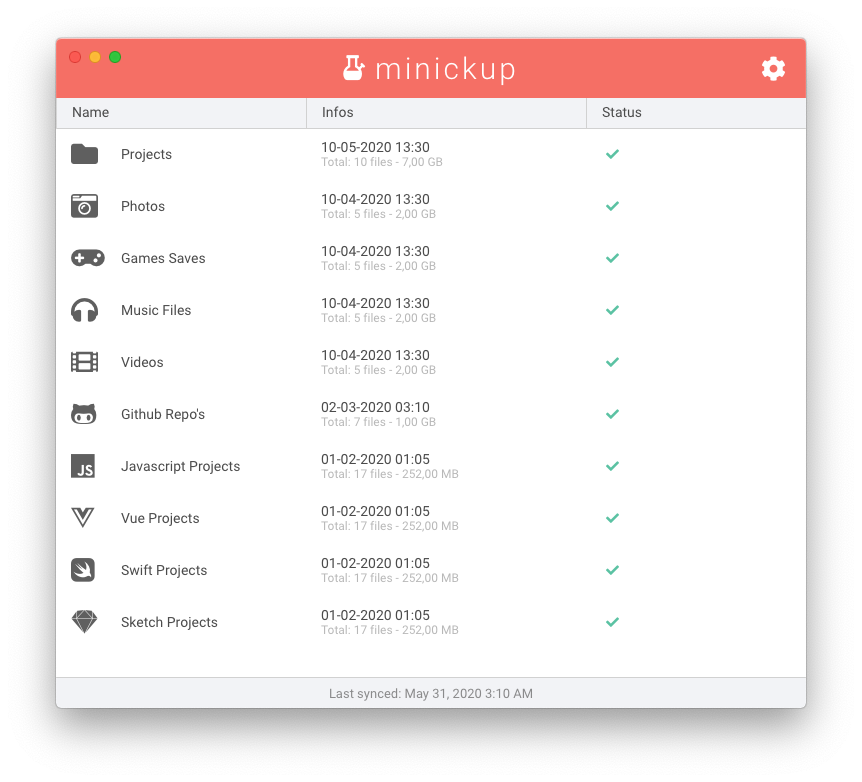 minickup
Name Infos Status
Projects
10-05-2020 13:30
Total: 10 files - 7,00 GB
Photos
10-04-2020 13:30
Total: 5 files - 2,00 GB
Games Saves
10-04-2020 13:30
Total: 5 files - 2,00 GB
Music Files
10-04-2020 13:30
Total: 5 files - 2,00 GB
Videos
10-04-2020 13:30
Total: 5 files - 2,00 GB
Github Repo's
02-03-2020 03:10
Total: 7 files - 1,00 GB
JS
Javascript Projects
01-02-2020 01:05
Total: 17 files - 252,00 MB
Vue Projects
01-02-2020 01:05
Total: 17 files - 252,00 MB
Swift Projects
01-02-2020 01:05
Total: 17 files - 252,00 MB
Sketch Projects
01-02-2020 01:05
Total: 17 files - 252,00 MB
Last synced: May 31, 2020 3:10 AM